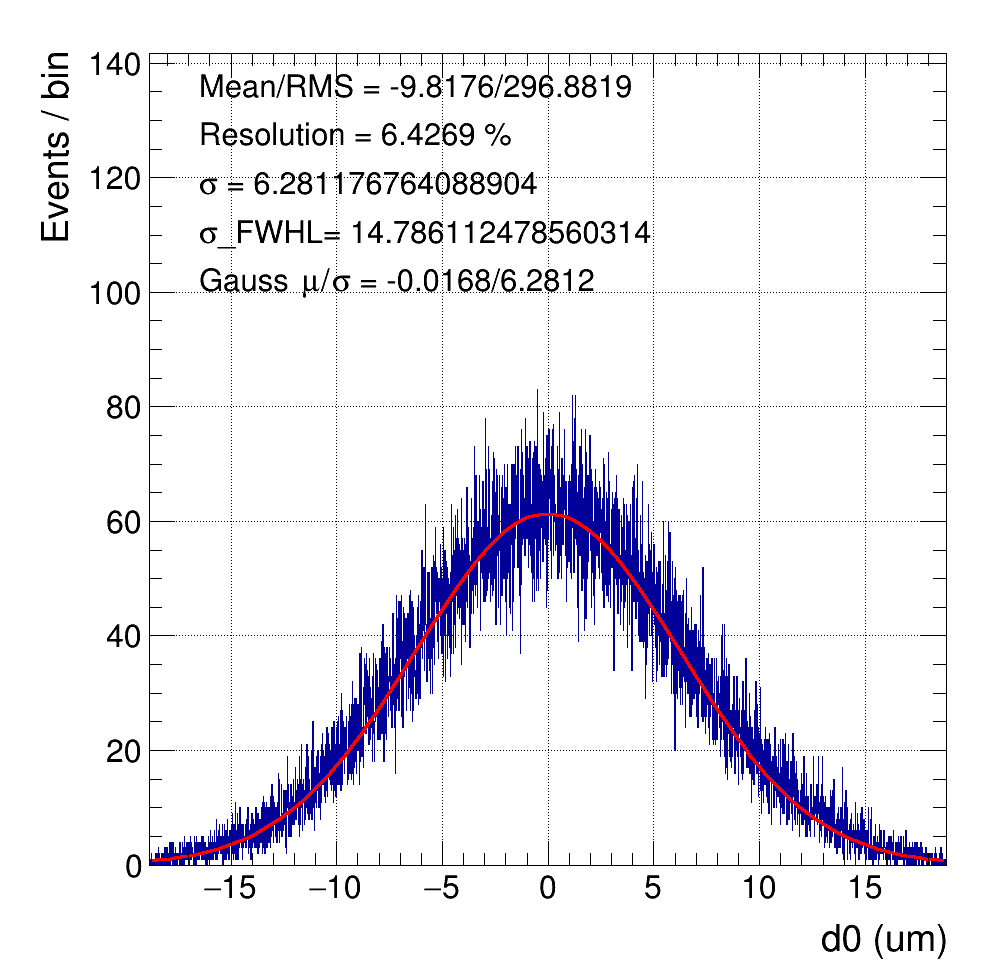 Events / bin
140
120
100
80
60
40
20
0
Mean/RMS = -9.8176/296.8819
Resolution = 6.4269 %
σ = 6.281176764088904
σ_FWHL= 14.786112478560314
Gauss μ/σ = -0.0168/6.2812
−15 −10 −5 0 5 10 15
d0 (um)